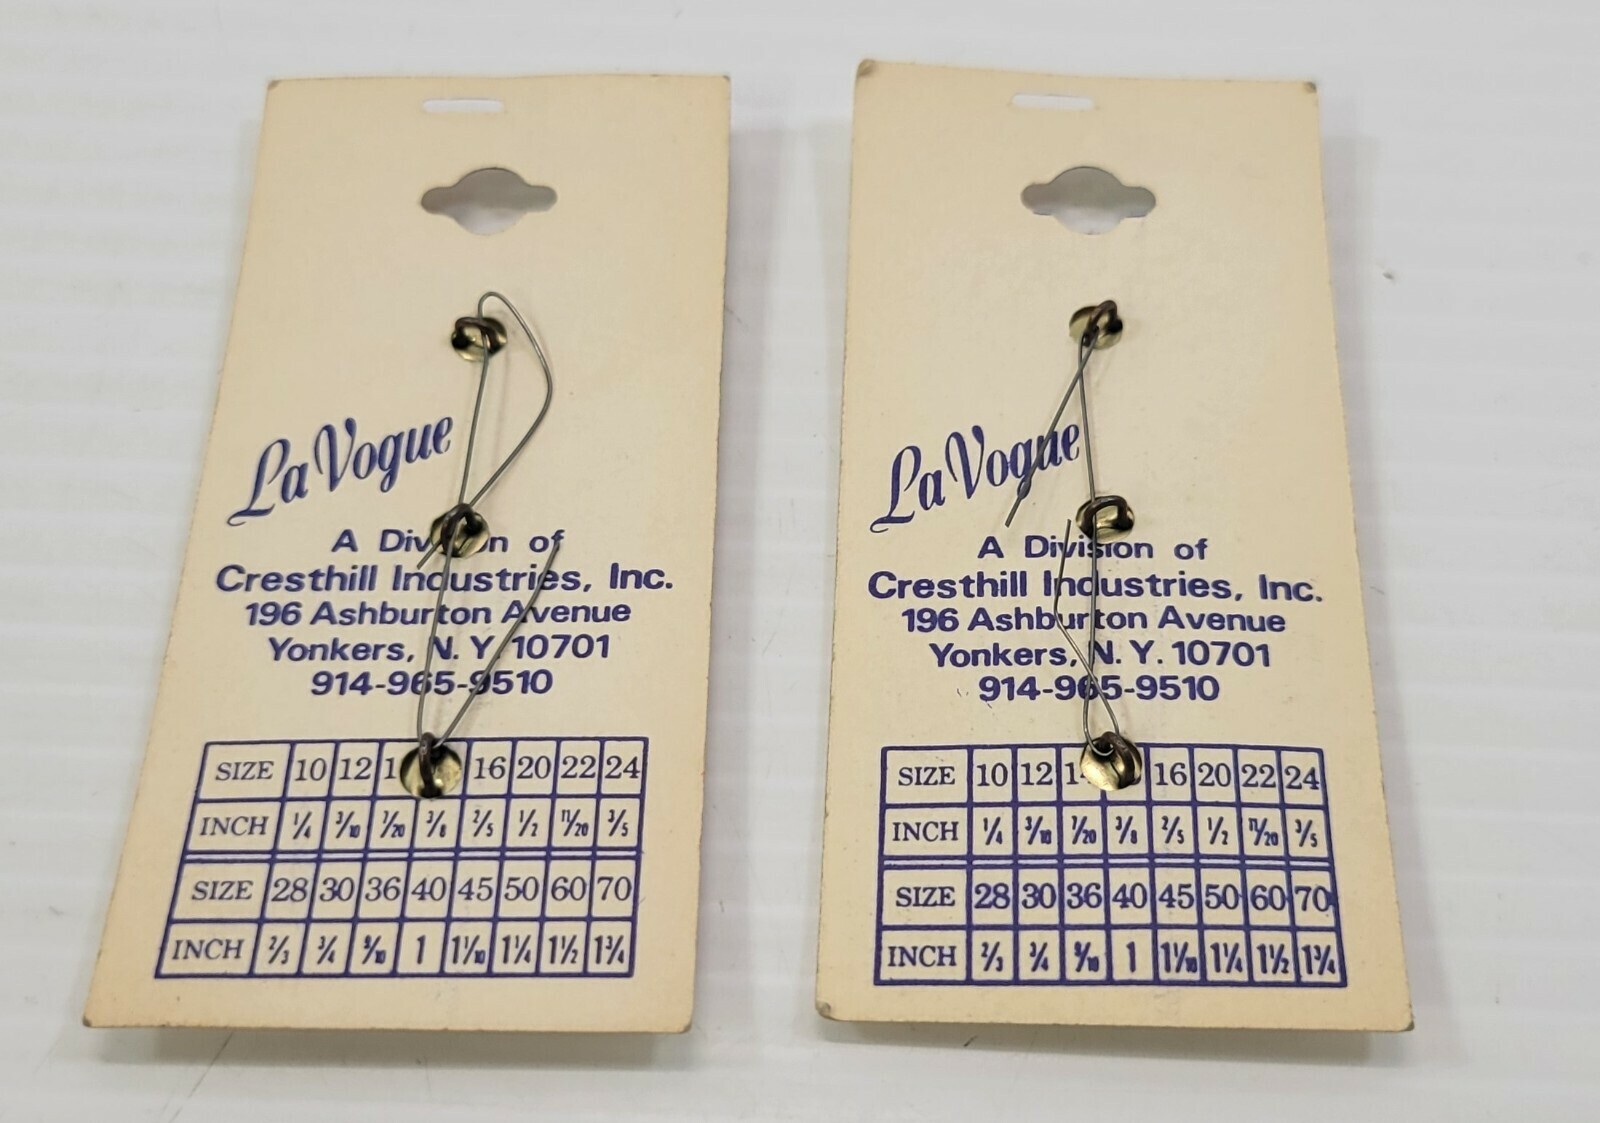 La Vogue
A Division of
Cresthill Industries, Inc.
196 Ashburton Avenue
Yonkers, N. Y. 10701
914-965-9510
SIZE 10 12 16 20 22 24
INCH 1/4 3/10 7/20 3/8 2/5 1/2 11/20 3/5
SIZE 28 30 36 40 45 50 60 70
INCH 2/3 3/4 9/10 1 1 1/10 1 1/4 1 1/2 1 3/4
La Vogue
A Division of
Cresthill Industries, Inc.
196 Ashburton Avenue
Yonkers, N. Y. 10701
914-965-9510
SIZE 10 12 14 16 20 22 24
INCH 1/4 3/10 7/20 3/8 2/5 1/2 11/20 3/5
SIZE 28 30 36 40 45 50 60 70
INCH 2/3 3/4 9/10 1 1 1/10 1 1/4 1 1/2 1 3/4